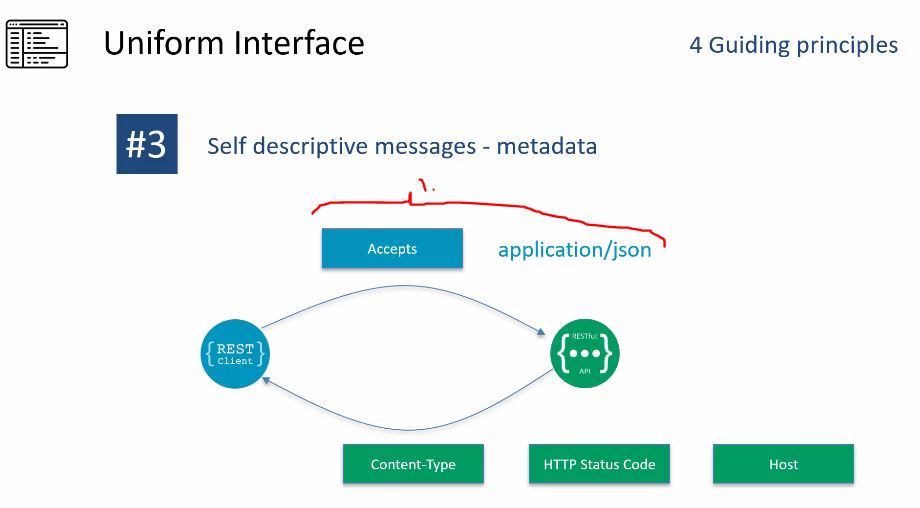 Uniform Interface
4 Guiding principles
#3
Self descriptive messages - metadata
Accepts
application/json
{REST}
Client
RESTful
{•••}
API
Content-Type
HTTP Status Code
Host